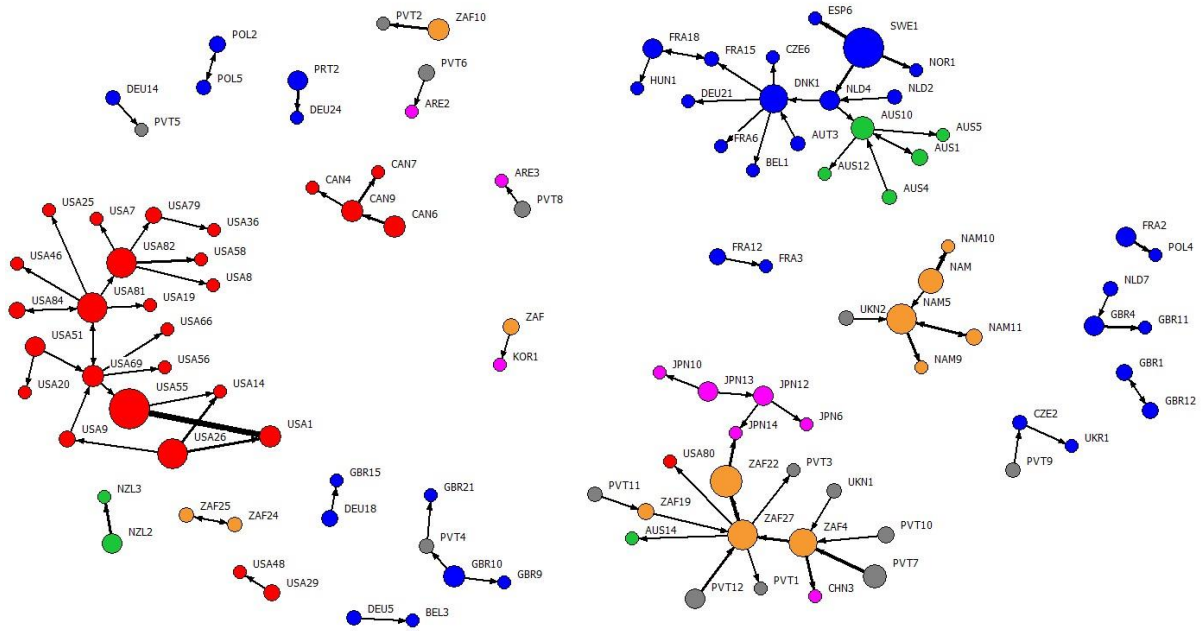 POL2
POL5
DEU14
PVT5
PRT2
DEU24
PVT2
ZAF10
PVT6
ARE2
CAN7
CAN4
CAN9
CAN6
ARE3
PVT8
USA25
USA7
USA79
USA36
USA82
USA58
USA46
USA8
USA81
USA84
USA19
USA66
USA51
USA69
USA56
USA20
USA55
USA14
USA9
USA26
USA1
ZAF
KOR1
NZL3
NZL2
ZAF25
ZAF24
USA48
USA29
GBR15
DEU18
GBR21
PVT4
GBR10
GBR9
DEU5
BEL3
ESP6
SWE1
FRA18
FRA15
CZE6
NOR1
HUN1
DNK1
NLD4
NLD2
DEU21
AUS10
AUS5
FRA6
AUT3
AUS1
BEL1
AUS12
AUS4
FRA12
FRA3
NAM10
NAM
UKN2
NAM5
NAM11
NAM9
FRA2
POL4
NLD7
GBR4
GBR11
GBR1
GBR12
CZE2
UKR1
PVT9
JPN10
JPN13
JPN12
JPN6
JPN14
USA80
ZAF22
PVT3
UKN1
PVT11
ZAF19
ZAF27
ZAF4
PVT10
AUS14
PVT7
PVT12
PVT1
CHN3